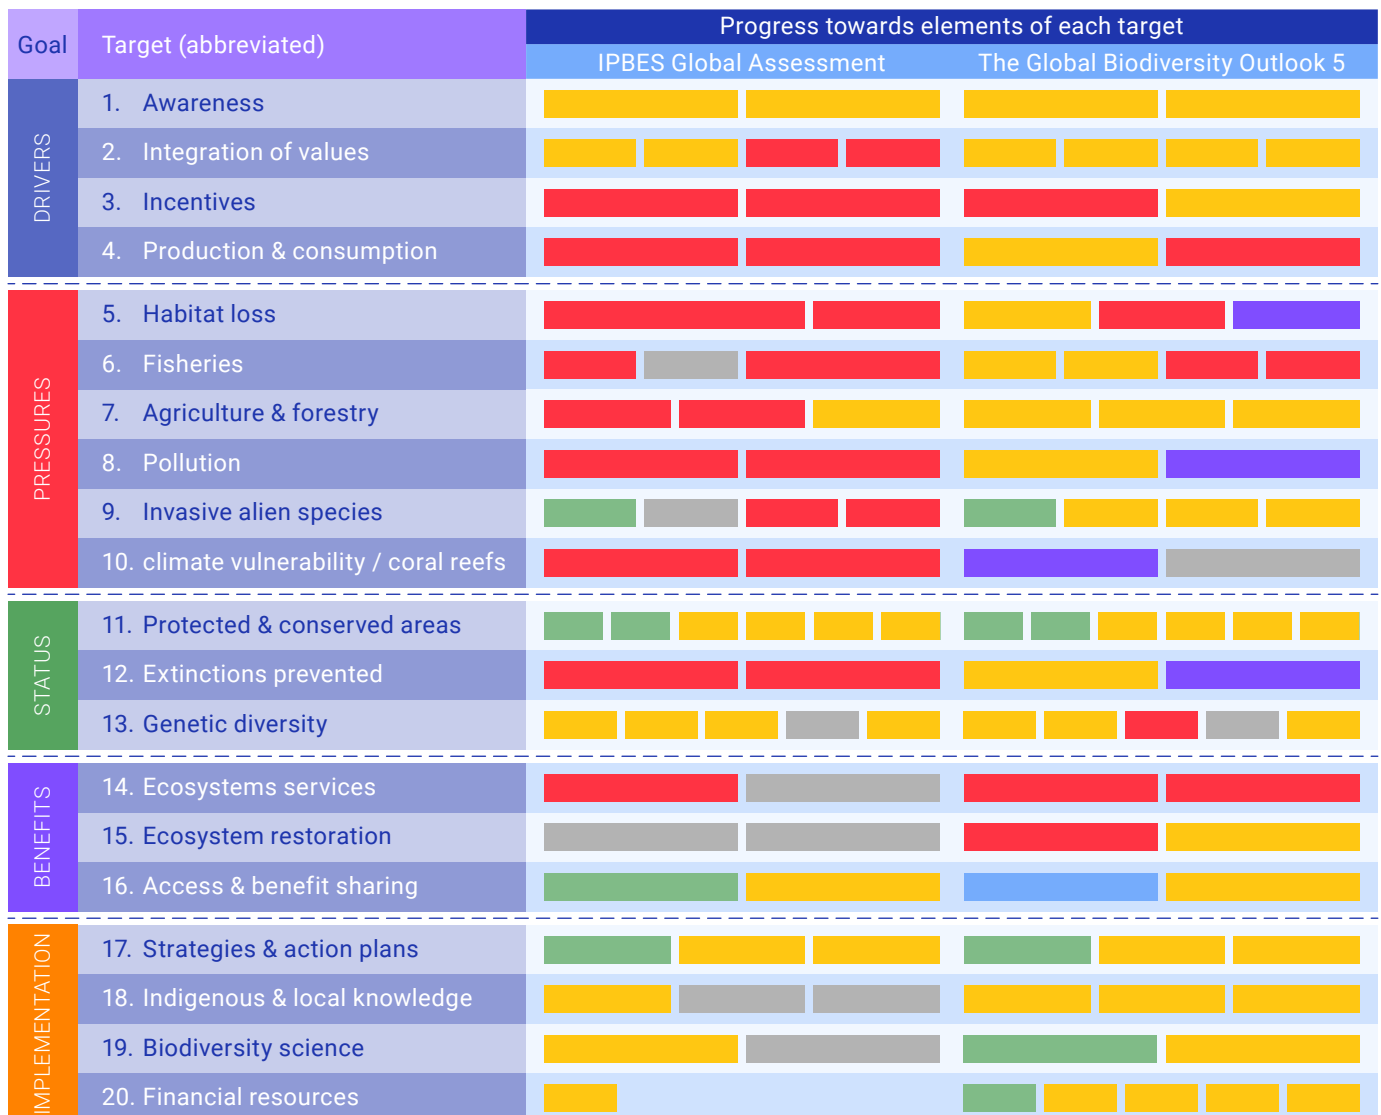 Goal
Target (abbreviated)
Progress towards elements of each target
IPBES Global Assessment
The Global Biodiversity Outlook 5
DRIVERS
1. Awareness
2. Integration of values
3. Incentives
4. Production & consumption
PRESSURES
5. Habitat loss
6. Fisheries
7. Agriculture & forestry
8. Pollution
9. Invasive alien species
10. climate vulnerability / coral reefs
STATUS
11. Protected & conserved areas
12. Extinctions prevented
13. Genetic diversity
BENEFITS
14. Ecosystems services
15. Ecosystem restoration
16. Access & benefit sharing
IMPLEMENTATION
17. Strategies & action plans
18. Indigenous & local knowledge
19. Biodiversity science
20. Financial resources